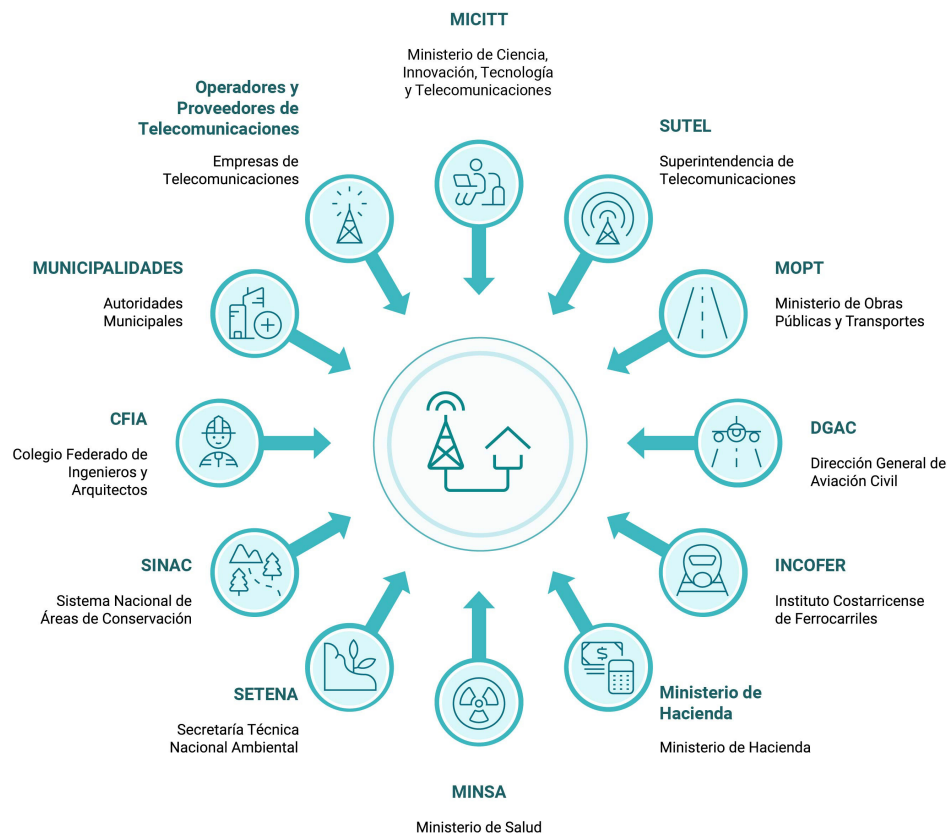 MICITT
Ministerio de Ciencia,
Innovación, Tecnología
y Telecomunicaciones
SUTEL
Superintendencia de
Telecomunicaciones
MOPT
Ministerio de Obras
Públicas y Transportes
DGAC
Dirección General de
Aviación Civil
INCOFER
Instituto Costarricense
de Ferrocarriles
Ministerio de
Hacienda
Ministerio de Hacienda
MINSA
Ministerio de Salud
SETENA
Secretaría Técnica
Nacional Ambiental
SINAC
Sistema Nacional de
Áreas de Conservación
CFIA
Colegio Federado de
Ingenieros y
Arquitectos
MUNICIPALIDADES
Autoridades
Municipales
Operadores y
Proveedores de
Telecomunicaciones
Empresas de
Telecomunicaciones
$